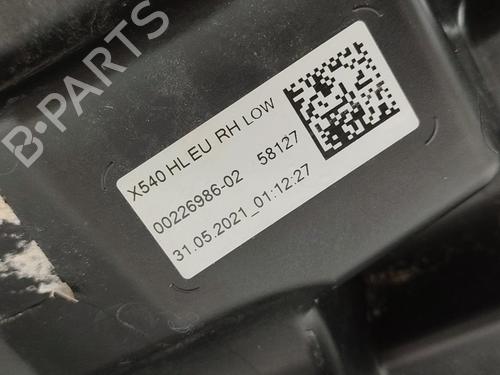 B-PARTS
X540 HL EU RH LOW
00226986-02 58127
31.05.2021_01:12:27